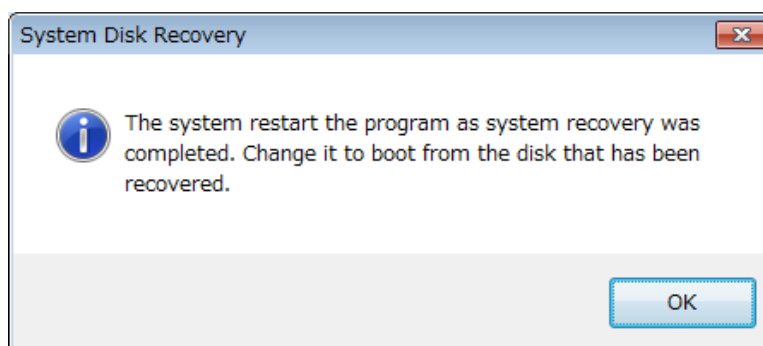 System Disk Recovery
The system restart the program as system recovery was
completed. Change it to boot from the disk that has been
recovered.
OK